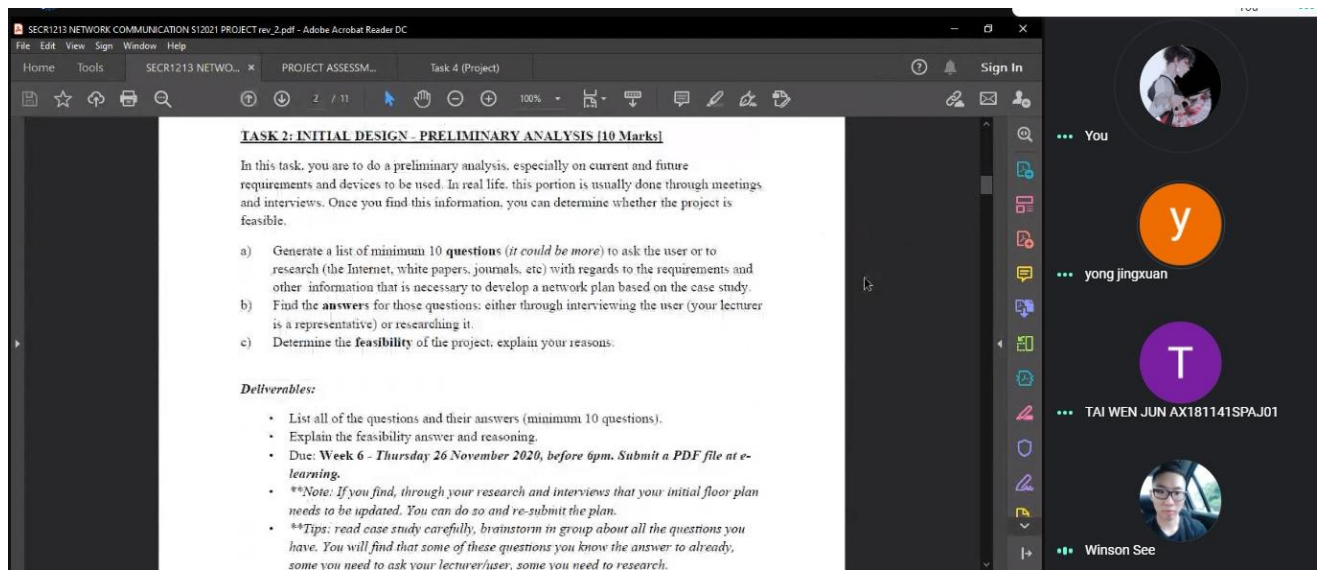 SECR1213 NETWORK COMMUNICATION S12021 PROJECT rev_2.pdf - Adobe Acrobat Reader DC
File Edit View Sign Window Help
Home Tools SECR1213 NETWO... × PROJECT ASSESSM... Task 4 (Project) Sign In
2 / 11 100%
TASK 2: INITIAL DESIGN - PRELIMINARY ANALYSIS [10 Marks]
In this task, you are to do a preliminary analysis, especially on current and future
requirements and devices to be used. In real life, this portion is usually done through meetings
and interviews. Once you find this information, you can determine whether the project is
feasible.
a) Generate a list of minimum 10 questions (it could be more) to ask the user or to
research (the Internet, white papers, journals, etc) with regards to the requirements and
other information that is necessary to develop a network plan based on the case study.
b) Find the answers for those questions: either through interviewing the user (your lecturer
is a representative) or researching it.
c) Determine the feasibility of the project, explain your reasons.
Deliverables:
• List all of the questions and their answers (minimum 10 questions).
• Explain the feasibility answer and reasoning.
• Due: Week 6 - Thursday 26 November 2020, before 6pm. Submit a PDF file at e-
learning.
• **Note: If you find, through your research and interviews that your initial floor plan
needs to be updated. You can do so and re-submit the plan.
• **Tips: read case study carefully, brainstorm in group about all the questions you
have. You will find that some of these questions you know the answer to already,
some you need to ask your lecturer/user, some you need to research.
You
y
yong jingxuan
T
TAI WEN JUN AX181141SPAJ01
Winson See